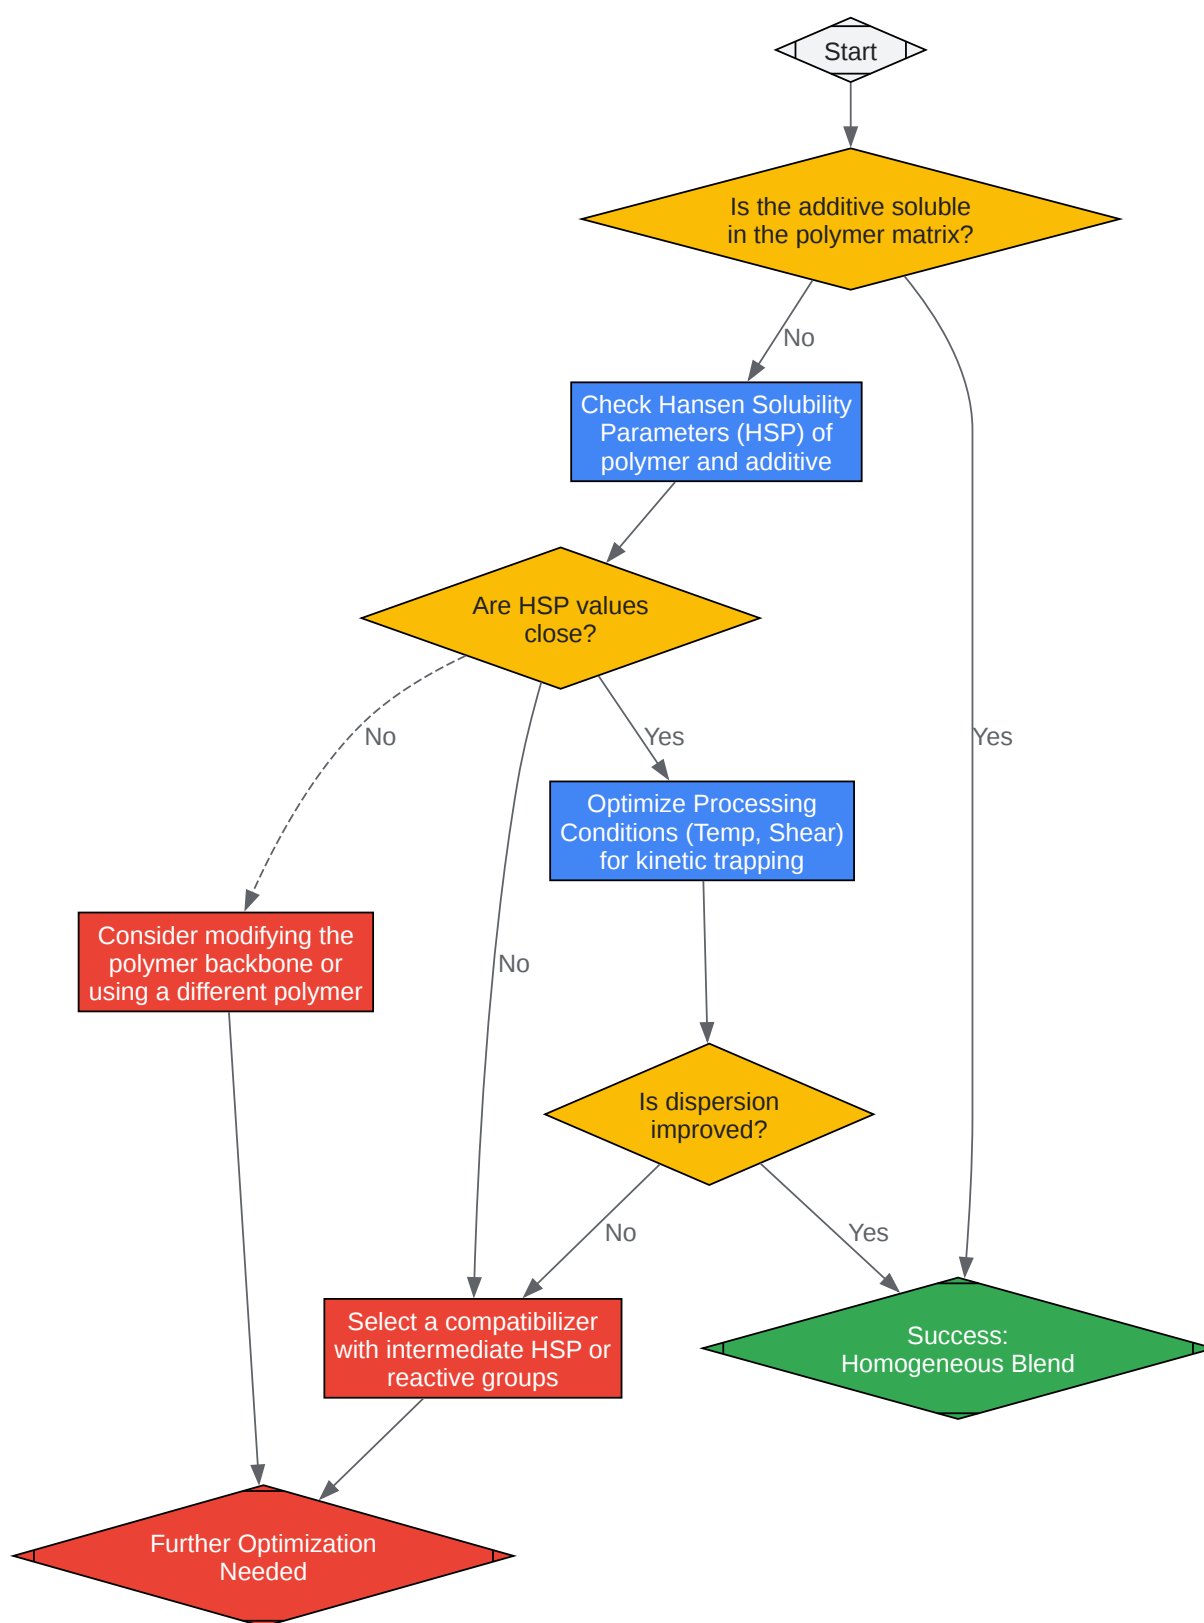 Start
Is the additive soluble
in the polymer matrix?
No
Check Hansen Solubility
Parameters (HSP) of
polymer and additive
Are HSP values
close?
No
Yes
Yes
Optimize Processing
Conditions (Temp, Shear)
for kinetic trapping
Consider modifying the
polymer backbone or
using a different polymer
No
Is dispersion
improved?
No
Yes
Select a compatibilizer
with intermediate HSP or
reactive groups
Success:
Homogeneous Blend
Further Optimization
Needed